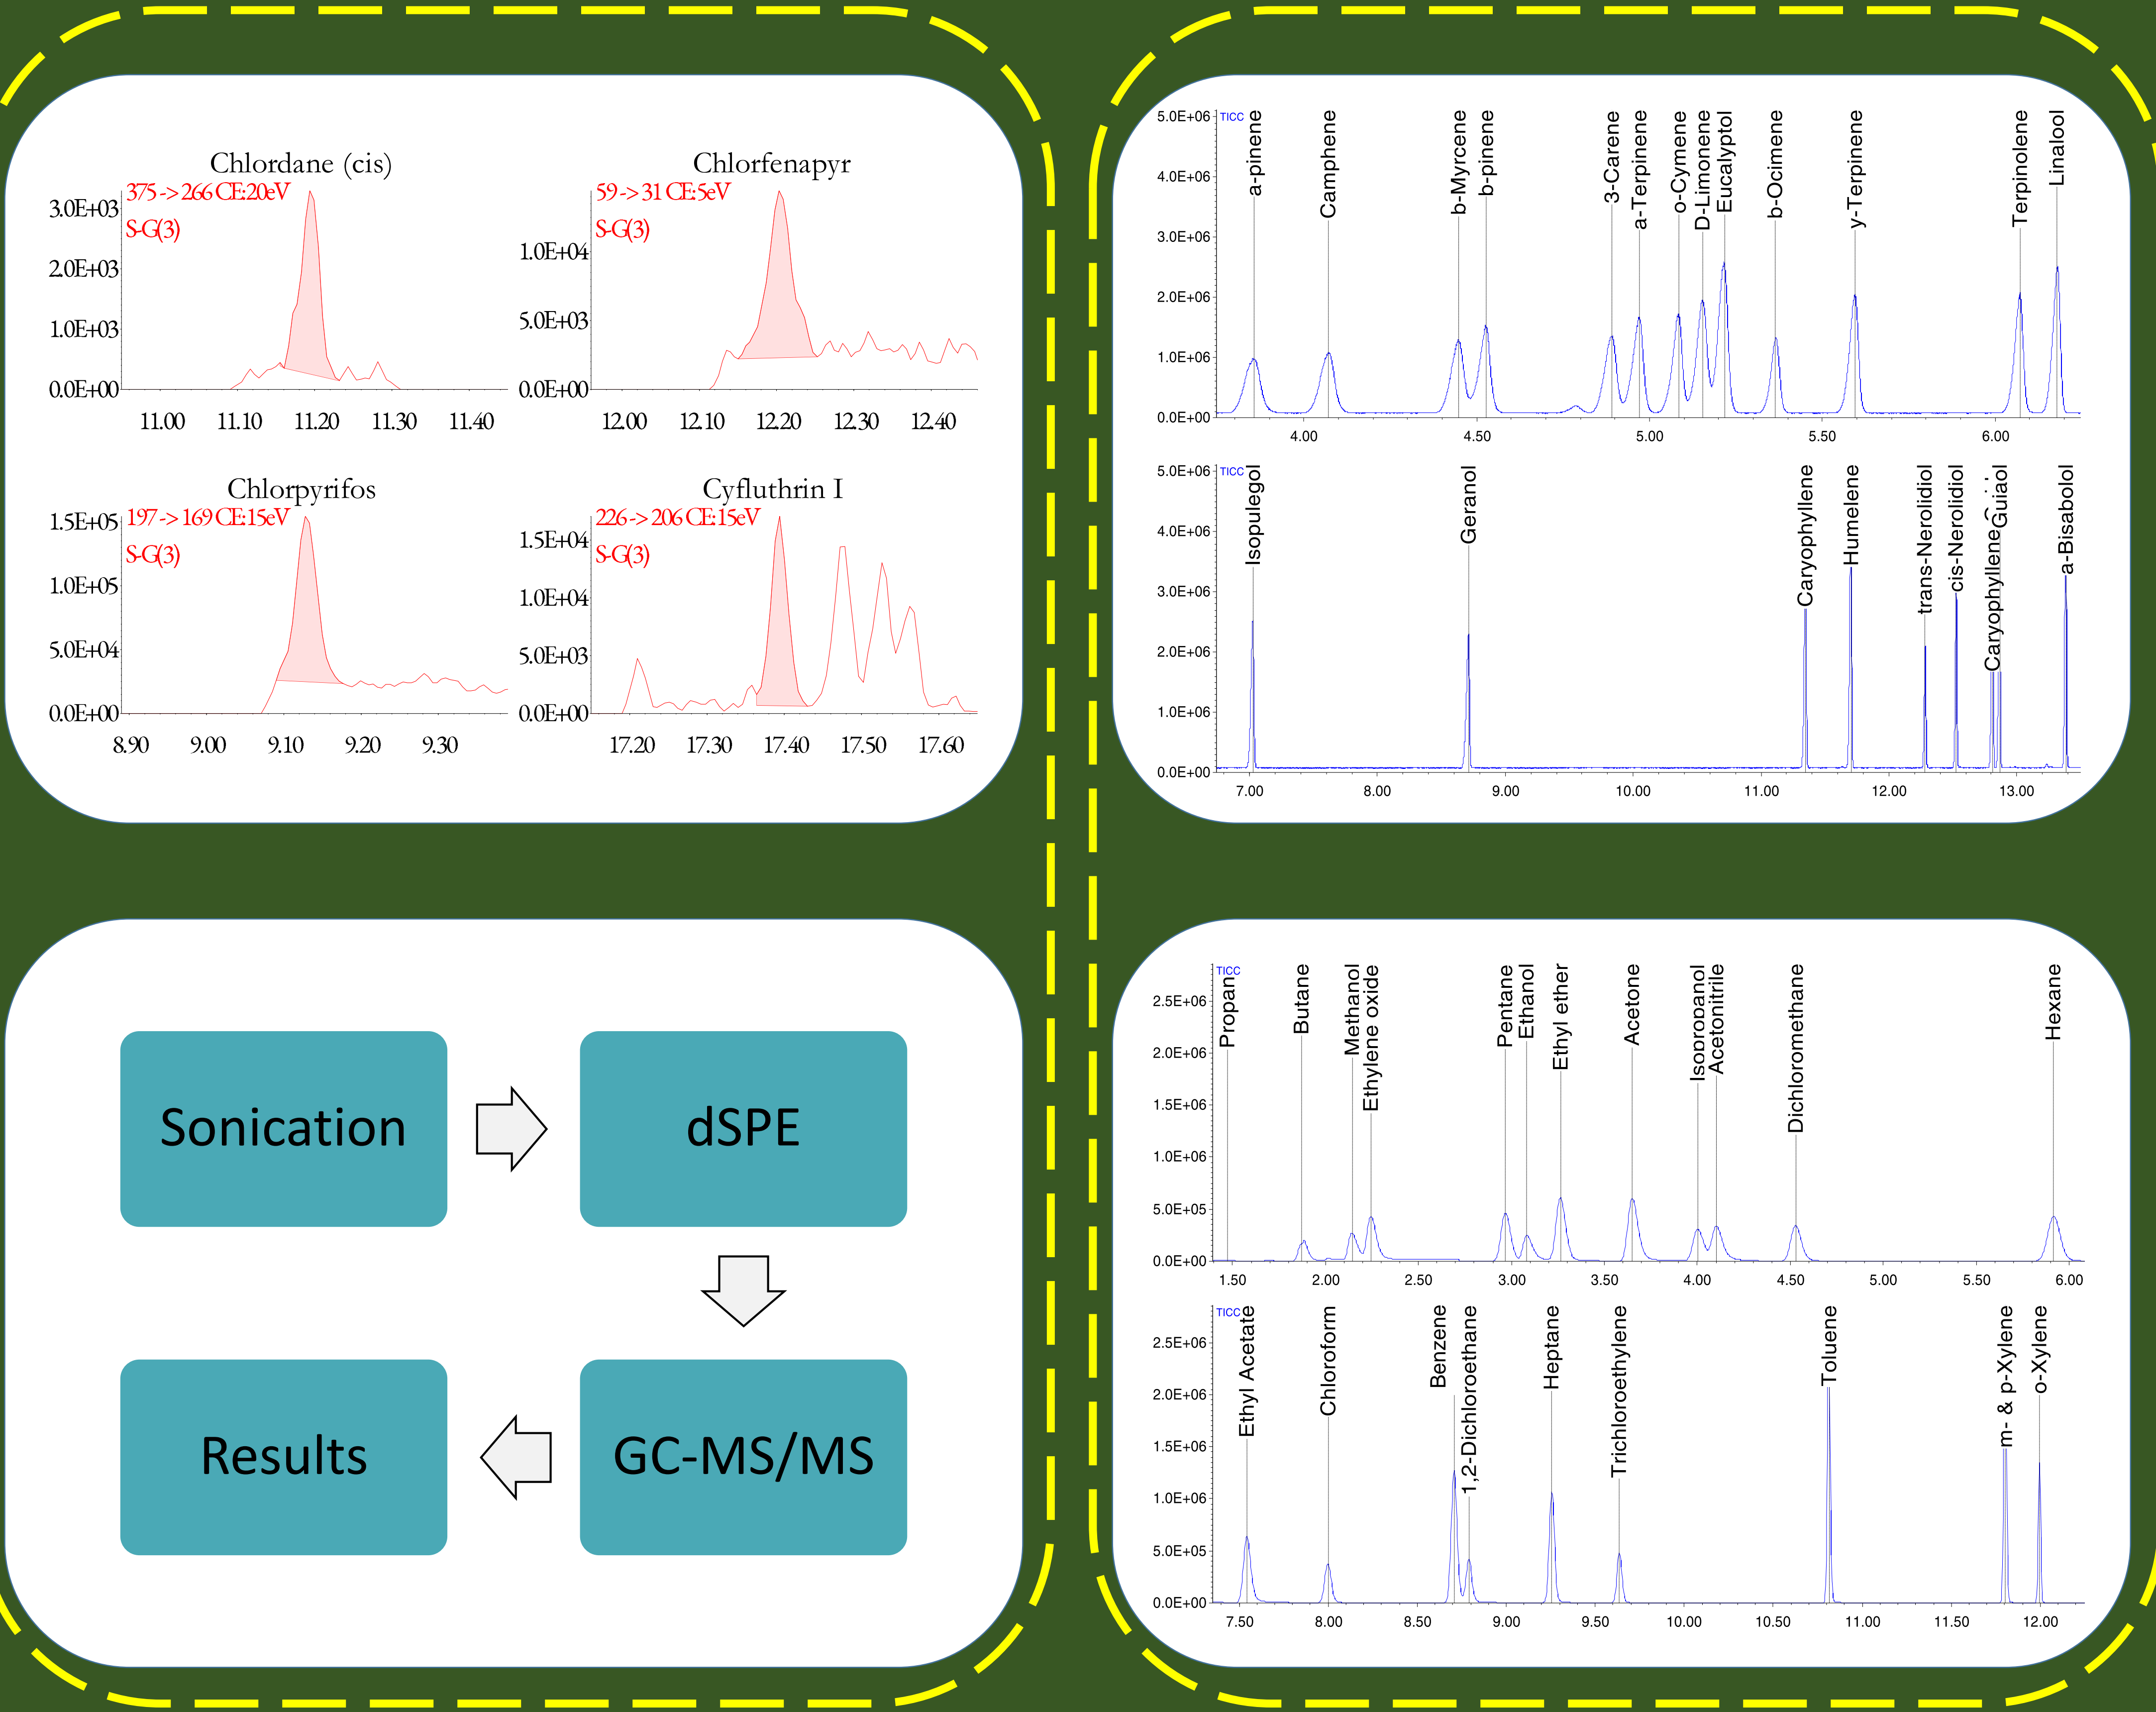 Chlordane (cis)
375 -> 266 CE:20eV
S-G(3)
3.0E+03
2.0E+03
1.0E+03
0.0E+00
11.00 11.10 11.20 11.30 11.40
Chlorfenapyr
59 -> 31 CE:5eV
S-G(3)
1.0E+04
5.0E+03
0.0E+00
12.00 12.10 12.20 12.30 12.40
Chlorpyrifos
197 -> 169 CE:15eV
S-G(3)
1.5E+05
1.0E+05
5.0E+04
0.0E+00
8.90 9.00 9.10 9.20 9.30
Cyfluthrin I
226 -> 206 CE:15eV
S-G(3)
1.5E+04
1.0E+04
5.0E+03
0.0E+00
17.20 17.30 17.40 17.50 17.60
TICC
5.0E+06
4.0E+06
3.0E+06
2.0E+06
1.0E+06
0.0E+00
a-pinene
Camphene
b-Myrcene
b-pinene
3-Carene
a-Terpinene
o-Cymene
D-Limonene
Eucalyptol
b-Ocimene
y-Terpinene
Terpinolene
Linalool
4.00 4.50 5.00 5.50 6.00
TICC
5.0E+06
4.0E+06
3.0E+06
2.0E+06
1.0E+06
0.0E+00
Isopulegol
Geraniol
Caryophyllene
Humelene
trans-Nerolidiol
cis-Nerolidiol
Caryophyllene
Guiaol
a-Bisabolol
7.00 8.00 9.00 10.00 11.00 12.00 13.00
Sonication
dSPE
GC-MS/MS
Results
TICC
2.5E+06
2.0E+06
1.5E+06
1.0E+06
5.0E+05
0.0E+00
Propan
Butane
Methanol
Ethylene oxide
Pentane
Ethanol
Ethyl ether
Acetone
Isopropanol
Acetonitrile
Dichloromethane
Hexane
1.50 2.00 2.50 3.00 3.50 4.00 4.50 5.00 5.50 6.00
TICC
2.5E+06
2.0E+06
1.5E+06
1.0E+06
5.0E+05
0.0E+00
Ethyl Acetate
Chloroform
Benzene
1,2-Dichloroethane
Heptane
Trichloroethylene
Toluene
m- & p-Xylene
o-Xylene
7.50 8.00 8.50 9.00 9.50 10.00 10.50 11.00 11.50 12.00